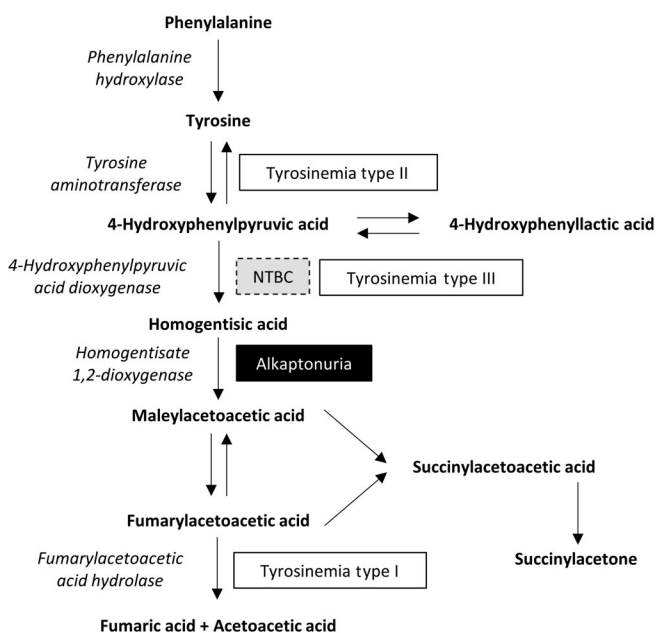 Phenylalanine
Phenylalanine
hydroxylase
Tyrosine
Tyrosine
aminotransferase
Tyrosinemia type II
4-Hydroxyphenylpyruvic acid
4-Hydroxyphenyllactic acid
4-Hydroxyphenylpyruvic
acid dioxygenase
NTBC
Tyrosinemia type III
Homogentisic acid
Homogentisate
1,2-dioxygenase
Alkaptonuria
Maleylacetoacetic acid
Succinylacetoacetic acid
Fumarylacetoacetic acid
Fumarylacetoacetic
acid hydrolase
Tyrosinemia type I
Succinylacetone
Fumaric acid + Acetoacetic acid